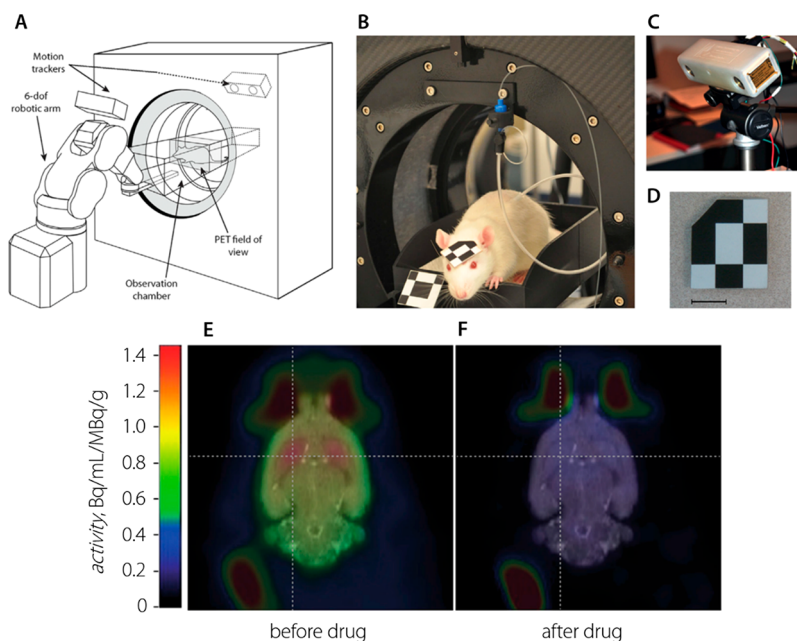 A
B
C
Motion
trackers
6-dof
robotic arm
PET field of
view
Observation
chamber
D
E
F
1.4
1.2
1.0
0.8
0.6
0.4
0.2
0
activity, Bq/mL/MBq/g
before drug
after drug